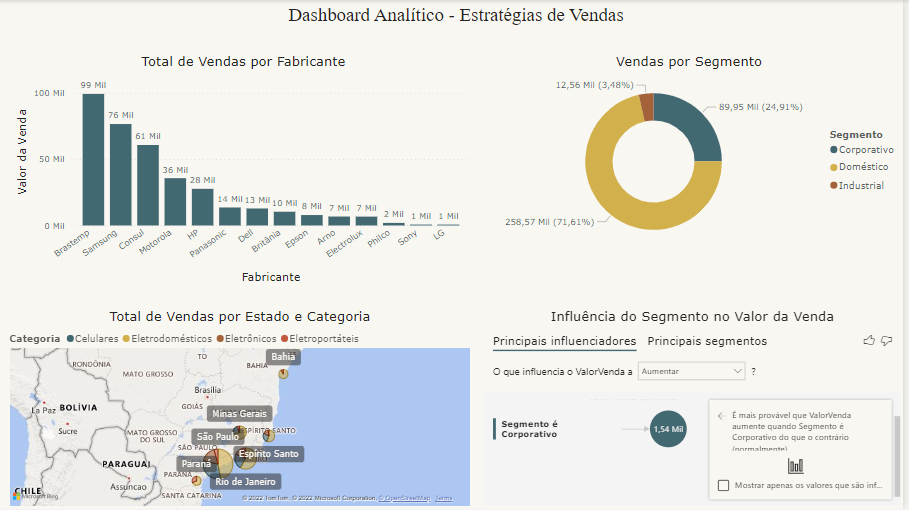 Dashboard Analítico - Estratégias de Vendas
Total de Vendas por Fabricante
99 Mil
76 Mil
61 Mil
36 Mil
28 Mil
14 Mil
13 Mil
10 Mil
8 Mil
7 Mil
7 Mil
2 Mil
1 Mil
1 Mil
100 Mil
50 Mil
0 Mil
Valor da Venda
Brastemp
Samsung
Consul
Motorola
HP
Panasonic
Dell
Britânia
Epson
Arno
Electrolux
Philco
Sony
LG
Fabricante
Vendas por Segmento
12,56 Mil (3,48%)
89,95 Mil (24,91%)
258,57 Mil (71,61%)
Segmento
Corporativo
Doméstico
Industrial
Total de Vendas por Estado e Categoria
Categoria Celulares Eletrodomésticos Eletrônicos Eletroportáteis
TO
RONDÔNIA
MATO GROSSO
BAHIA
Bahia
Brasília
GOIÁS
La Paz
BOLÍVIA
Sucre
Minas Gerais
MATO GROSSO
DO SUL
São Paulo
ESPÍRITO SANTO
SÃO PAULO
Espírito Santo
PARAGUAI
Paraná
PARANÁ
Rio de Janeiro
Assuncao
SANTA CATARINA
CHILE
Microsoft Bing
© 2022 TomTom, © 2022 Microsoft Corporation, © OpenStreetMap Terms
Influência do Segmento no Valor da Venda
Principais influenciadores Principais segmentos
O que influencia o ValorVenda a Aumentar ?
Segmento é
Corporativo
1,54 Mil
É mais provável que ValorVenda
aumente quando Segmento é
Corporativo do que o contrário
(normalmente).
Mostrar apenas os valores que são inf...